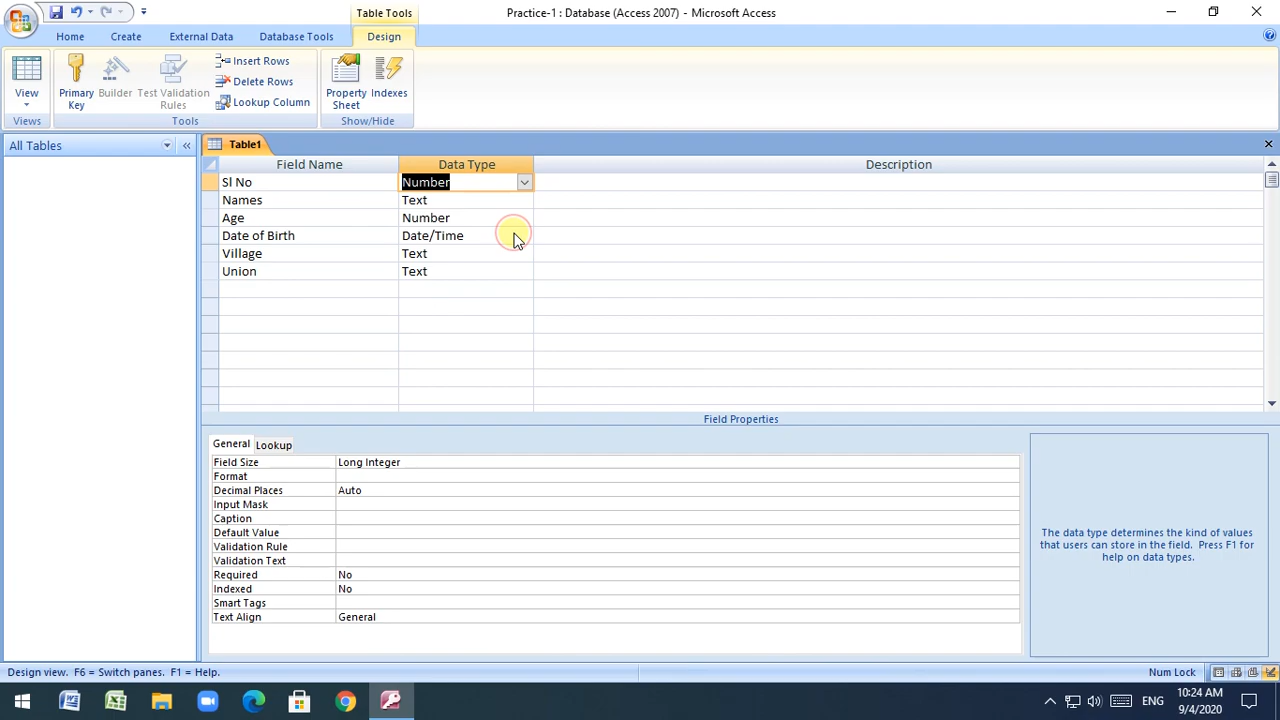 Table Tools
Practice-1 : Database (Access 2007) - Microsoft Access
Home Create External Data Database Tools Design
View
Primary Key
Builder
Test Validation Rules
Insert Rows
Delete Rows
Lookup Column
Property Sheet
Indexes
Views Tools Show/Hide
All Tables
Table1
Field Name Data Type Description
Sl No Number
Names Text
Age Number
Date of Birth Date/Time
Village Text
Union Text
Field Properties
General Lookup
Field Size Long Integer
Format
Decimal Places Auto
Input Mask
Caption
Default Value
Validation Rule
Validation Text
Required No
Indexed No
Smart Tags
Text Align General
The data type determines the kind of values
that users can store in the field. Press F1 for
help on data types.
Design view. F6 = Switch panes. F1 = Help.
Num Lock
ENG
10:24 AM
9/4/2020